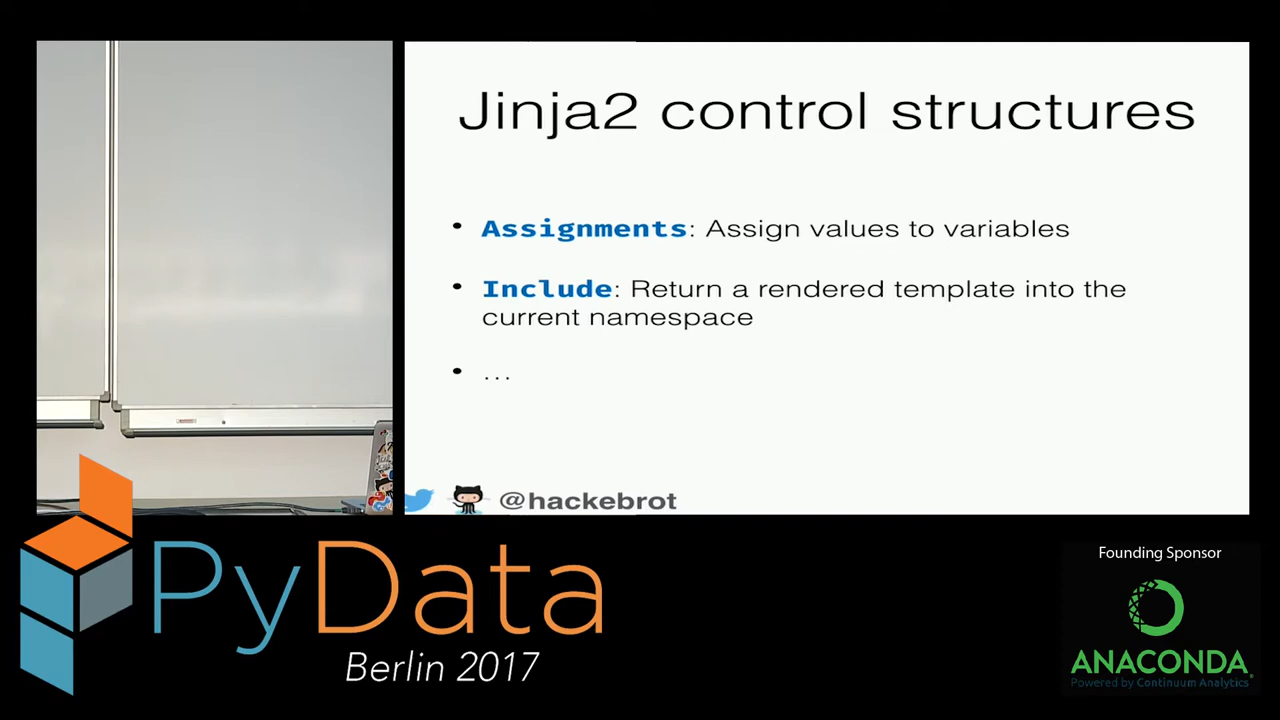 Jinja2 control structures
• Assignments: Assign values to variables
• Include: Return a rendered template into the
current namespace
• ...
@hackebrot
PyData
Berlin 2017
Founding Sponsor
ANACONDA
Powered by Continuum Analytics